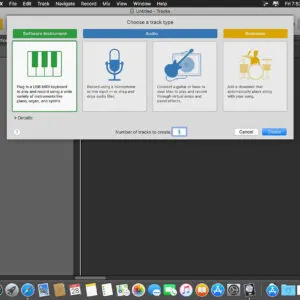 File Edit Track Navigate Record Mix View Window Help
Untitled - Tracks
Choose a track type
Software Instrument
Audio
Drummer
Plug in a USB MIDI keyboard
to play and record using a wide
variety of instruments like
piano, organ, and synths
Record using a microphone
or line input — or drag and
drop audio files.
Connect a guitar or bass
to your Mac to play and record
through virtual amps and
pedal effects.
Add a drummer that
automatically plays along
with your song.
Details:
Number of tracks to create: 1
Cancel
Create